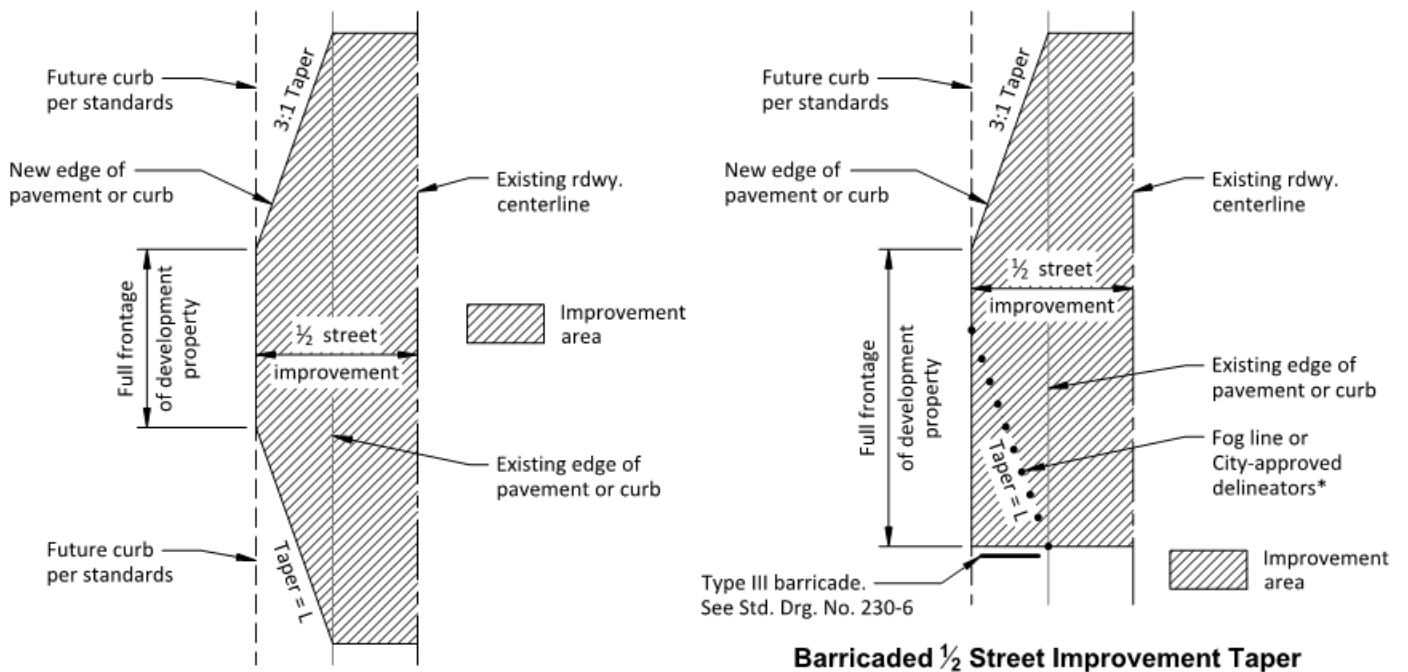 Future curb
per standards
3:1 Taper
New edge of
pavement or curb
Existing rdwy.
centerline
Full frontage
of development
property
½ street
improvement
Improvement
area
Existing edge of
pavement or curb
Future curb
per standards
Taper = L
Future curb
per standards
3:1 Taper
New edge of
pavement or curb
Existing rdwy.
centerline
½ street
improvement
Full frontage
of development
property
Existing edge of
pavement or curb
Fog line or
City-approved
delineators*
Taper = L
Type III barricade.
See Std. Drg. No. 230-6
Improvement
area
Barricaded ½ Street Improvement Taper